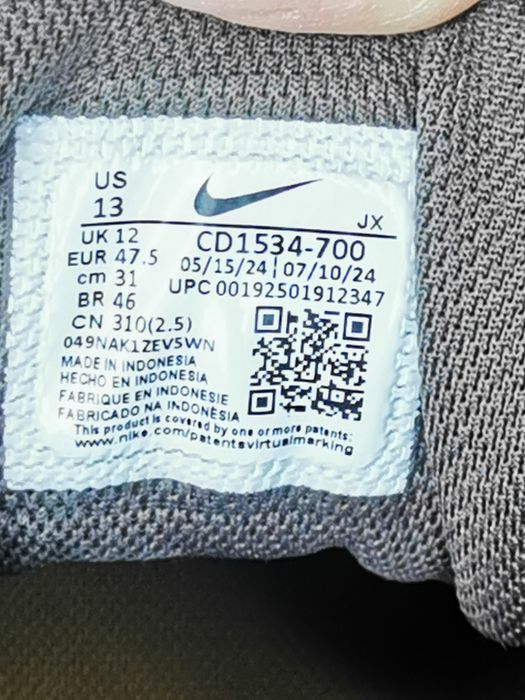 US
13
JX
UK 12
EUR 47.5
cm 31
BR 46
CN 310(2.5)
CD1534-700
05/15/24 | 07/10/24
UPC 00192501912347
049NAK1ZEV5WN
MADE IN INDONESIA
HECHO EN INDONESIA
FABRIQUE EN INDONESIE
FABRICADO NA INDONÉSIA
This product is covered by one or more patents:
www.nike.com/patentsvirtualmarking